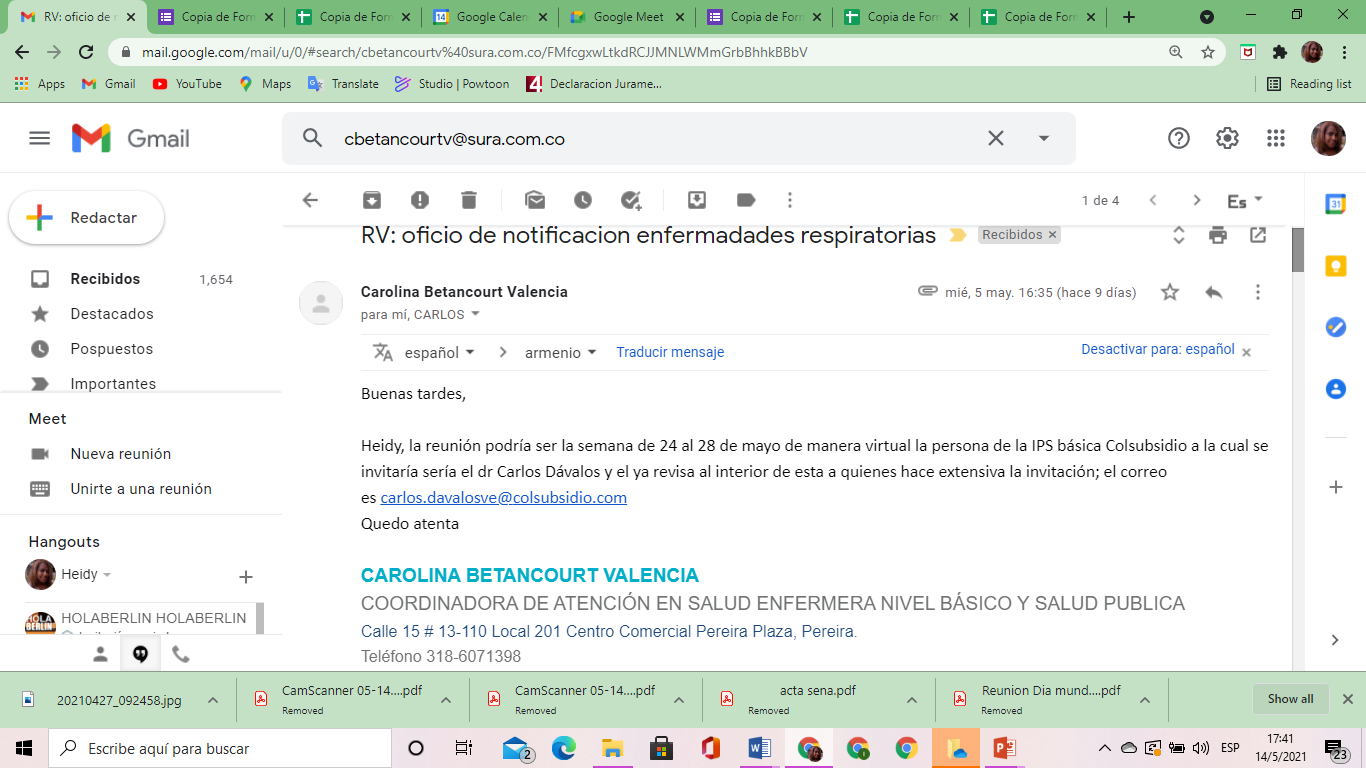 RV: oficio de n
Copia de Form
Copia de Form
Copia de Form
Google Calen
Google Meet
Copia de Form
Copia de Form
Copia de Form
mail.google.com/mail/u/0/#search/cbetancourtv%40sura.com.co/FMfcgxwLtkdRCJJMNLWMmGrbBhhkBBbV
Apps
Gmail
YouTube
Maps
Translate
Studio | Powtoon
Declaracion Jurame...
Reading list
Gmail
cbetancourtv@sura.com.co
Redactar
1 de 4
Es
RV: oficio de notificacion enfermadades respiratorias
Recibidos ×
Recibidos 1,654
Destacados
Pospuestos
Importantes
Carolina Betancourt Valencia
mié, 5 may. 16:35 (hace 9 días)
para mí, CARLOS
español > armenio Traducir mensaje
Desactivar para: español ×
Buenas tardes,
Heidy, la reunión podría ser la semana de 24 al 28 de mayo de manera virtual la persona de la IPS básica Colsubsidio a la cual se
invitaría sería el dr Carlos Dávalos y el ya revisa al interior de esta a quienes hace extensiva la invitación; el correo
es carlos.davalosve@colsubsidio.com
Quedo atenta
CAROLINA BETANCOURT VALENCIA
COORDINADORA DE ATENCIÓN EN SALUD ENFERMERA NIVEL BÁSICO Y SALUD PUBLICA
Calle 15 # 13-110 Local 201 Centro Comercial Pereira Plaza, Pereira.
Teléfono 318-6071398
Meet
Nueva reunión
Unirte a una reunión
Hangouts
Heidy
HOLABERLIN HOLABERLIN
20210427_092458.jpg
CamScanner 05-14....pdf
Removed
CamScanner 05-14....pdf
Removed
acta sena.pdf
Removed
Reunion Dia mund....pdf
Removed
Show all
Escribe aquí para buscar
2
ESP
17:41
14/5/2021
23